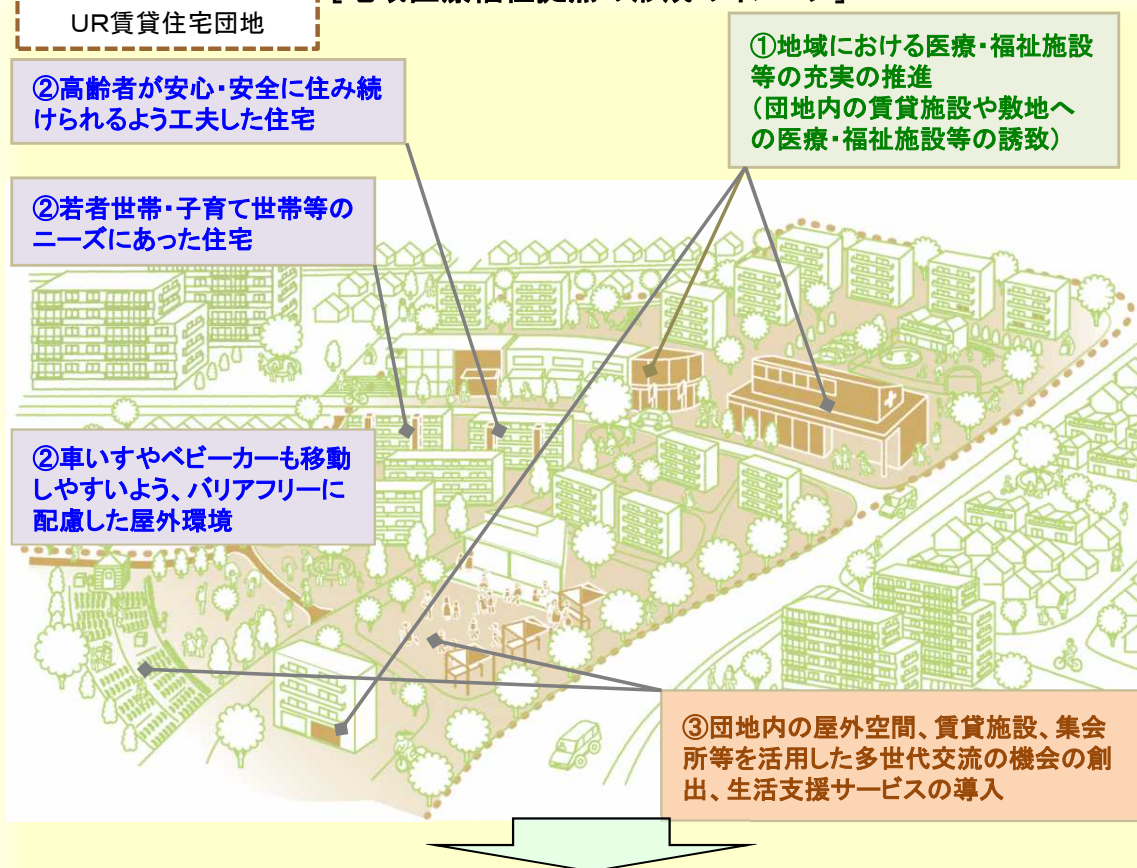 UR賃貸住宅団地
①地域における医療・福祉施設
等の充実の推進
（団地内の賃貸施設や敷地へ
の医療・福祉施設等の誘致）
②高齢者が安心・安全に住み続
けられるよう工夫した住宅
②若者世帯・子育て世帯等の
ニーズにあった住宅
②車いすやベビーカーも移動
しやすいよう、バリアフリーに
配慮した屋外環境
③団地内の屋外空間、賃貸施設、集会
所等を活用した多世代交流の機会の創
出、生活支援サービスの導入